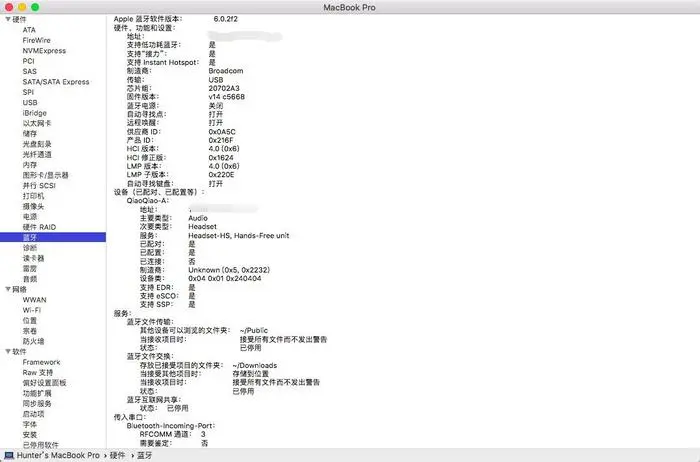 MacBook Pro
硬件
ATA
FireWire
NVMExpress
PCI
SAS
SATA/SATA Express
SPI
USB
iBridge
以太网卡
储存
光盘刻录
光纤通道
内存
图形卡/显示器
并行 SCSI
打印机
摄像头
电源
硬件 RAID
蓝牙
诊断
读卡器
雷雳
音频
网络
WWAN
Wi-Fi
位置
宗卷
防火墙
软件
Framework
Raw 支持
偏好设置面板
功能扩展
同步服务
启动项
字体
安装
已停用软件
Apple 蓝牙软件版本： 6.0.2f2
硬件、功能和设置：
地址：
支持低功耗蓝牙： 是
支持“接力”： 是
支持 Instant Hotspot： 是
制造商： Broadcom
传输： USB
芯片组： 20702A3
固件版本： v14 c5668
蓝牙电源： 关闭
自动寻找点： 打开
远程唤醒： 打开
供应商 ID： 0x0A5C
产品 ID： 0x216F
HCI 版本： 4.0 (0x6)
HCI 修正版： 0x1624
LMP 版本： 4.0 (0x6)
LMP 子版本： 0x220E
自动寻找键盘： 打开
设备（已配对、已配置等）：
QiaoQiao-A：
地址：
主要类型： Audio
次要类型： Headset
服务： Headset-HS, Hands-Free unit
已配对： 是
已配置： 是
已连接： 否
制造商： Unknown (0x5, 0x2232)
设备类： 0x04 0x01 0x240404
支持 EDR： 是
支持 eSCO： 是
支持 SSP： 是
服务：
蓝牙文件传输：
其他设备可以浏览的文件夹： ~/Public
当接收项目时： 接受所有文件而不发出警告
状态： 已停用
蓝牙文件交换：
存放已接受项目的文件夹： ~/Downloads
当接受其他项目时： 存储到位置
当接收项目时： 接受所有文件而不发出警告
状态： 已停用
蓝牙互联网共享：
状态： 已停用
传入串口：
Bluetooth-Incoming-Port：
RFCOMM 通道： 3
需要鉴定： 否
Hunter's MacBook Pro › 硬件 › 蓝牙